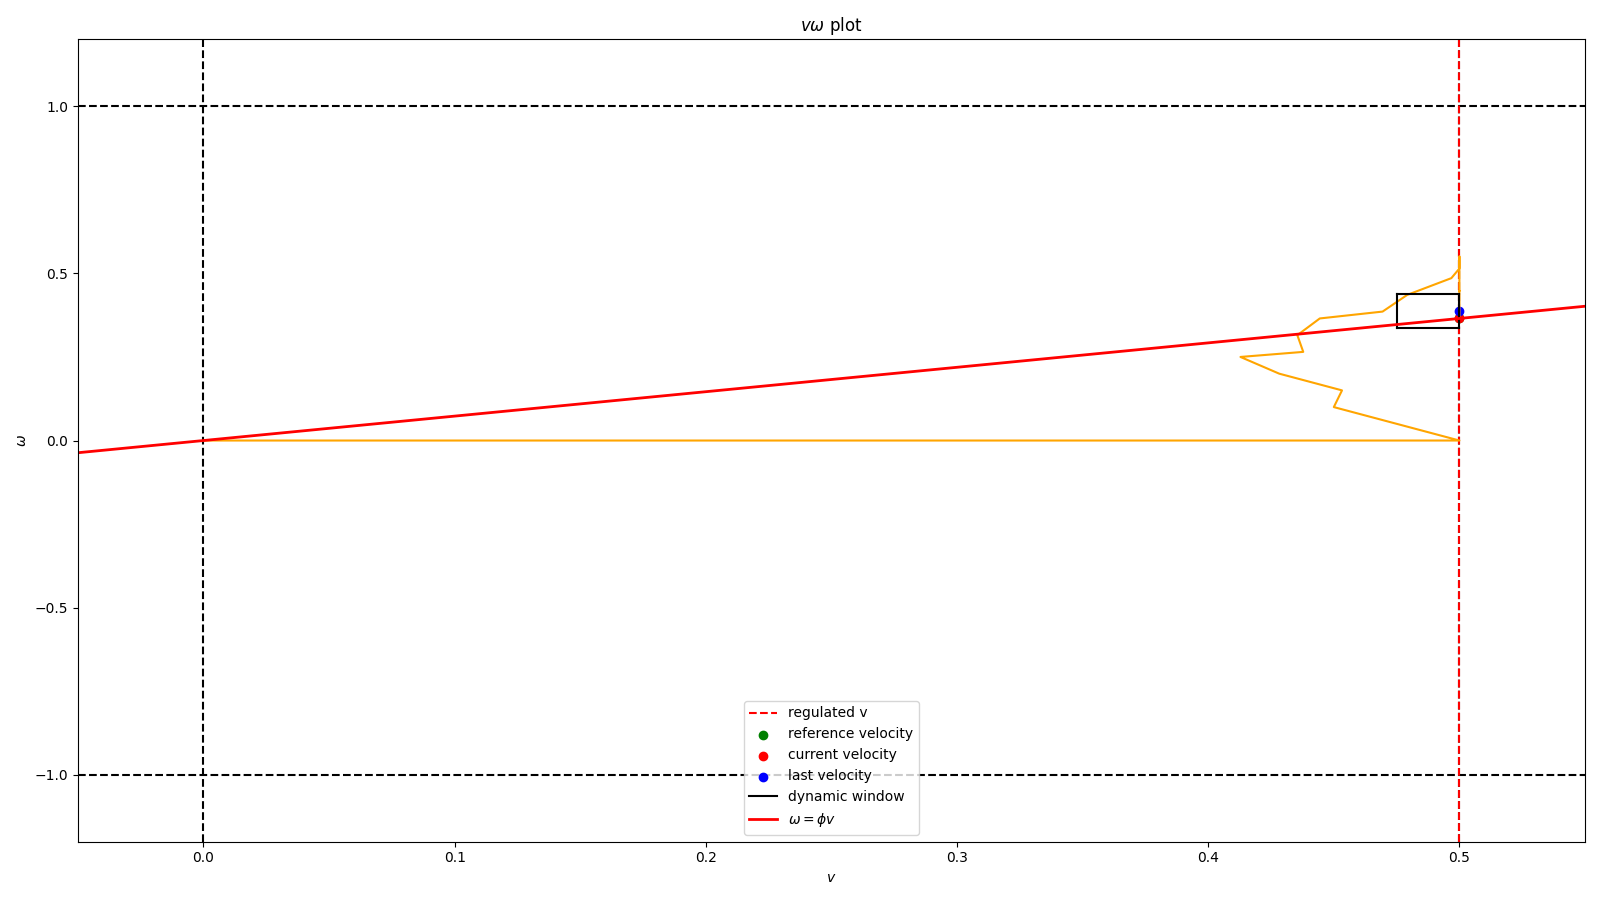 vω plot
1.0
0.5
0.0
−0.5
−1.0
ω
0.0 0.1 0.2 0.3 0.4 0.5
v
regulated v
reference velocity
current velocity
last velocity
dynamic window
ω = ϕv